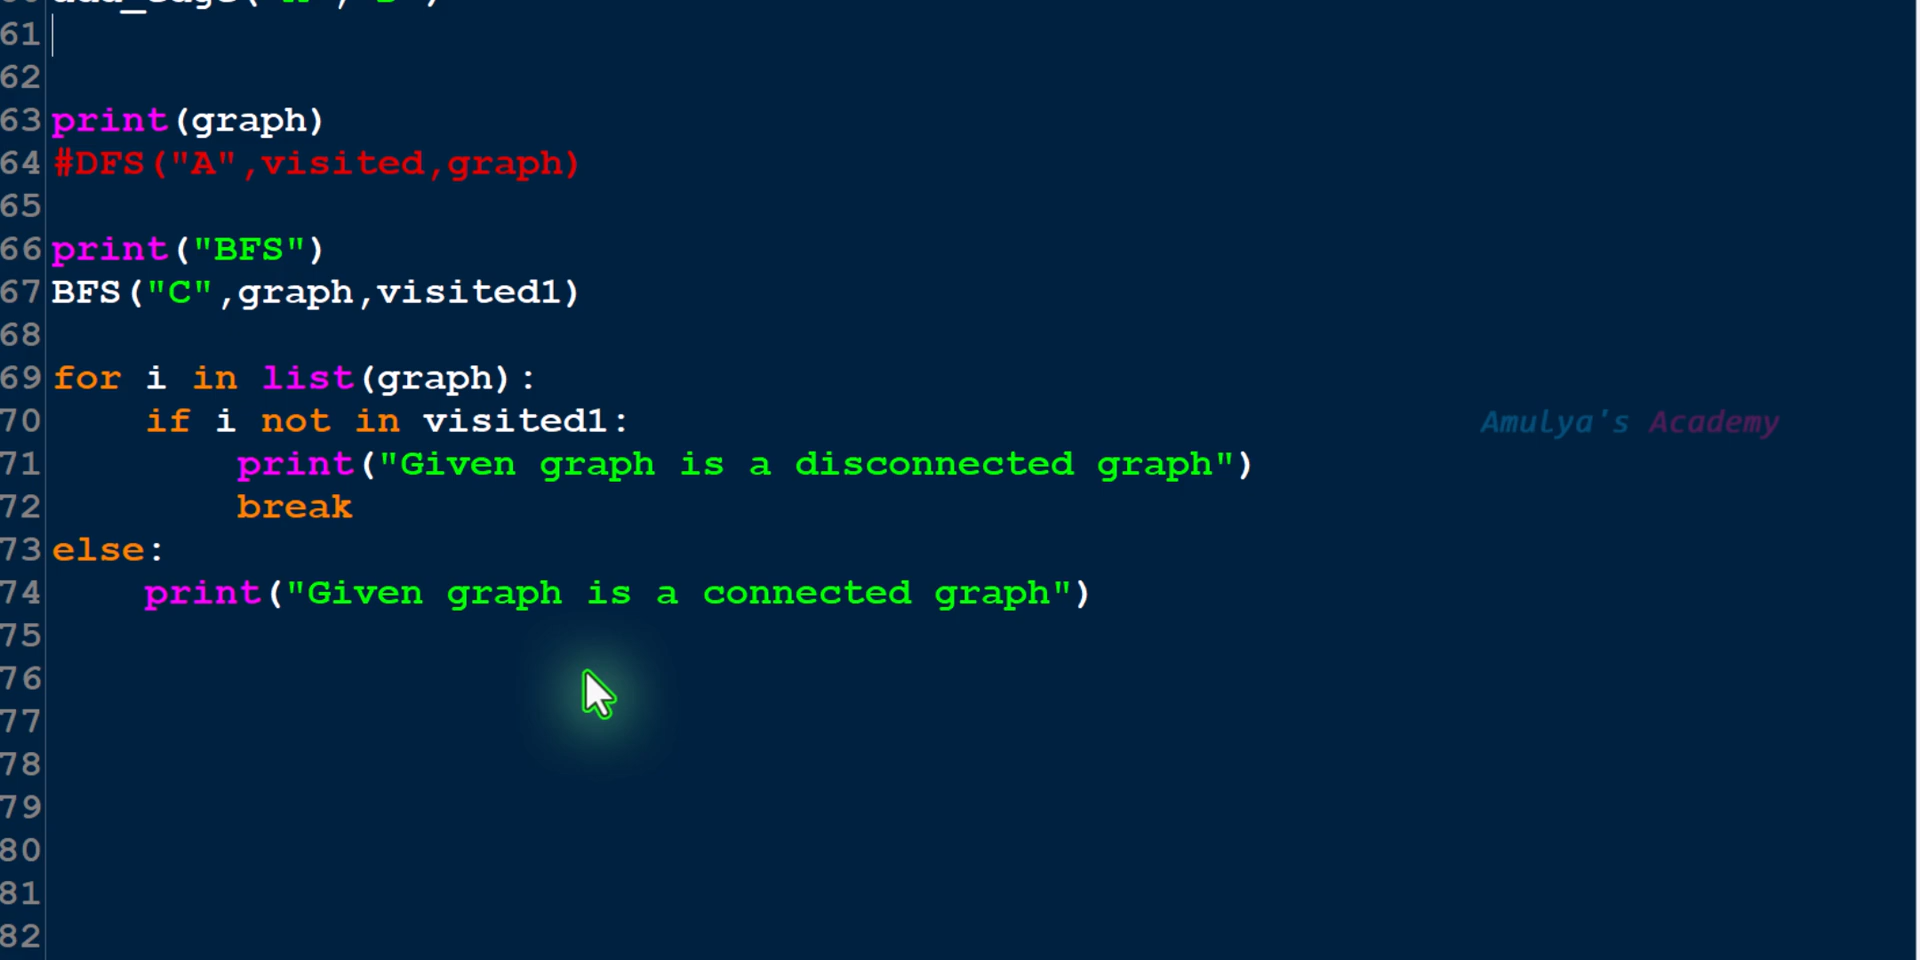 61
62
63 print(graph)
64 #DFS("A",visited,graph)
65
66 print("BFS")
67 BFS("C",graph,visited1)
68
69 for i in list(graph):
70     if i not in visited1:
Amulya's Academy
71         print("Given graph is a disconnected graph")
72         break
73 else:
74     print("Given graph is a connected graph")
75
76
77
78
79
80
81
82